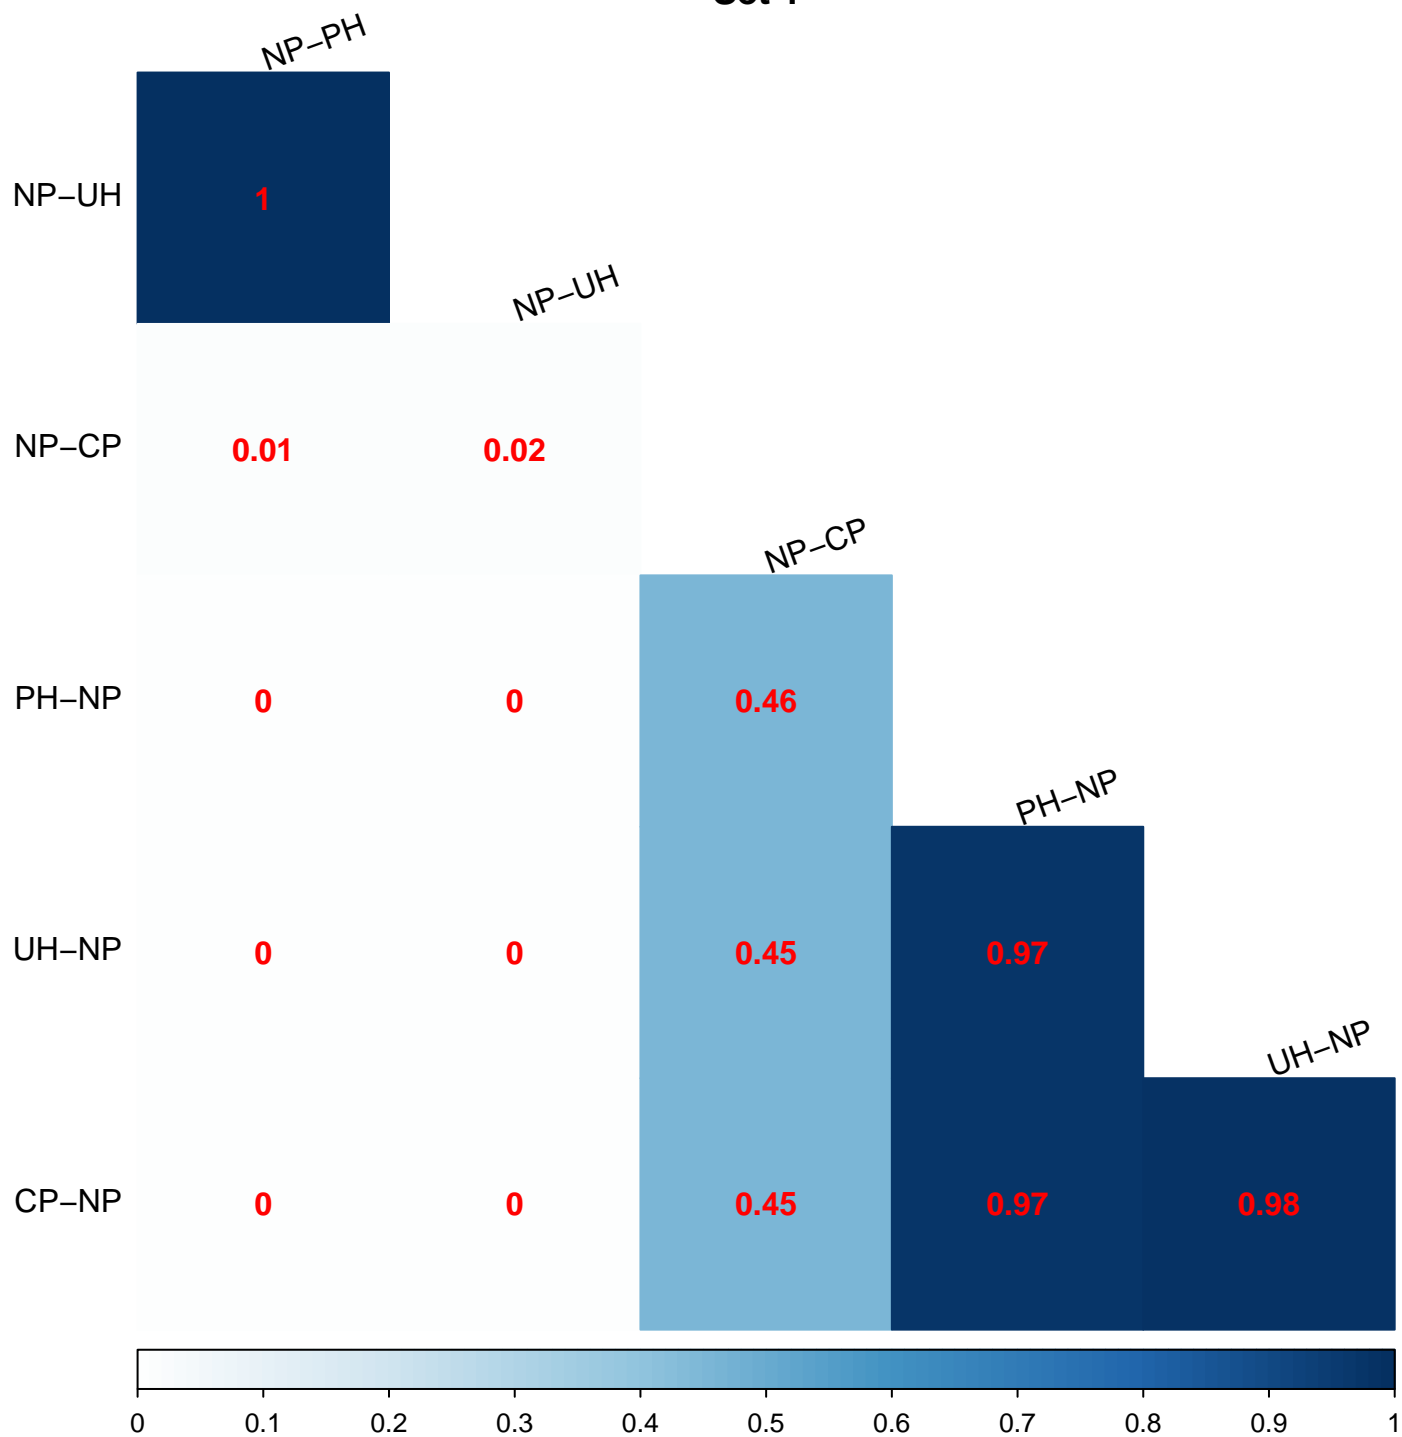 NP–PH
NP–UH 1
NP–UH
NP–CP 0.01 0.02
NP–CP
PH–NP 0 0 0.46
PH–NP
UH–NP 0 0 0.45 0.97
UH–NP
CP–NP 0 0 0.45 0.97 0.98
0 0.1 0.2 0.3 0.4 0.5 0.6 0.7 0.8 0.9 1